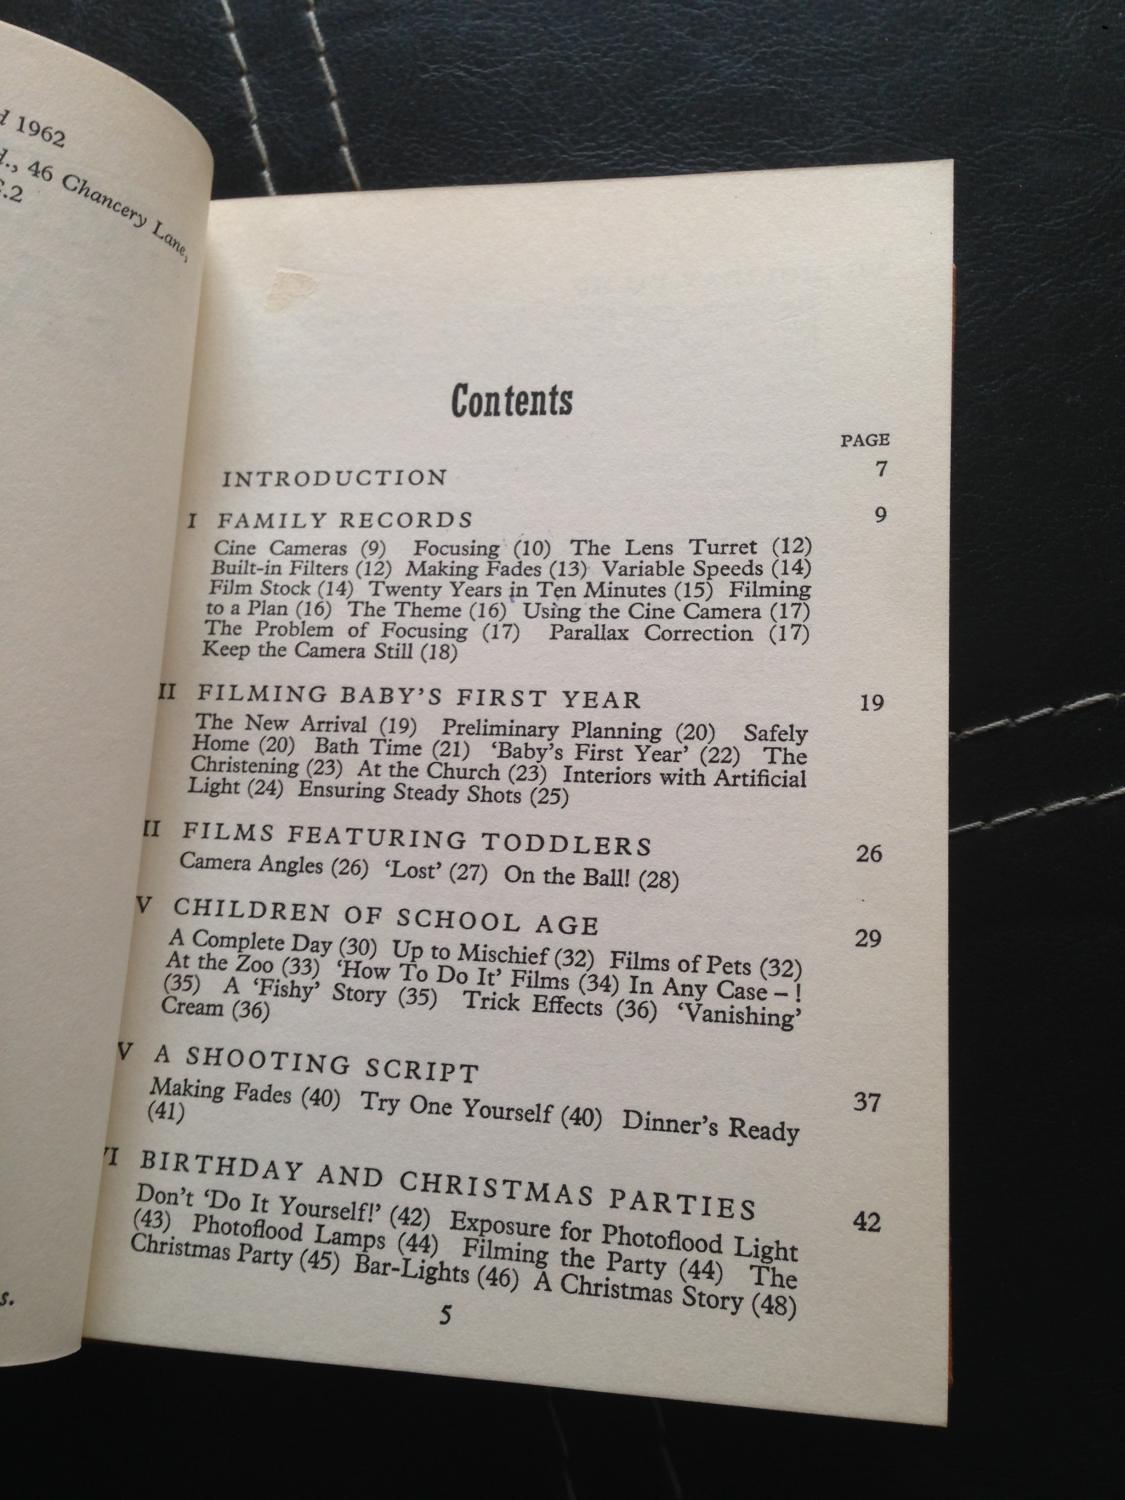 1962
46 Chancery Lane,
Contents
PAGE
INTRODUCTION 7
I FAMILY RECORDS 9
Cine Cameras (9) Focusing (10) The Lens Turret (12)
Built-in Filters (12) Making Fades (13) Variable Speeds (14)
Film Stock (14) Twenty Years in Ten Minutes (15) Filming
to a Plan (16) The Theme (16) Using the Cine Camera (17)
The Problem of Focusing (17) Parallax Correction (17)
Keep the Camera Still (18)
II FILMING BABY'S FIRST YEAR 19
The New Arrival (19) Preliminary Planning (20) Safely
Home (20) Bath Time (21) ‘Baby's First Year’ (22) The
Christening (23) At the Church (23) Interiors with Artificial
Light (24) Ensuring Steady Shots (25)
II FILMS FEATURING TODDLERS 26
Camera Angles (26) ‘Lost’ (27) On the Ball! (28)
V CHILDREN OF SCHOOL AGE 29
A Complete Day (30) Up to Mischief (32) Films of Pets (32)
At the Zoo (33) ‘How To Do It’ Films (34) In Any Case – !
(35) A ‘Fishy’ Story (35) Trick Effects (36) ‘Vanishing’
Cream (36)
V A SHOOTING SCRIPT 37
Making Fades (40) Try One Yourself (40) Dinner's Ready
(41)
VI BIRTHDAY AND CHRISTMAS PARTIES 42
Don't ‘Do It Yourself!’ (42) Exposure for Photoflood Light
(43) Photoflood Lamps (44) Filming the Party (44) The
Christmas Party (45) Bar-Lights (46) A Christmas Story (48)
5